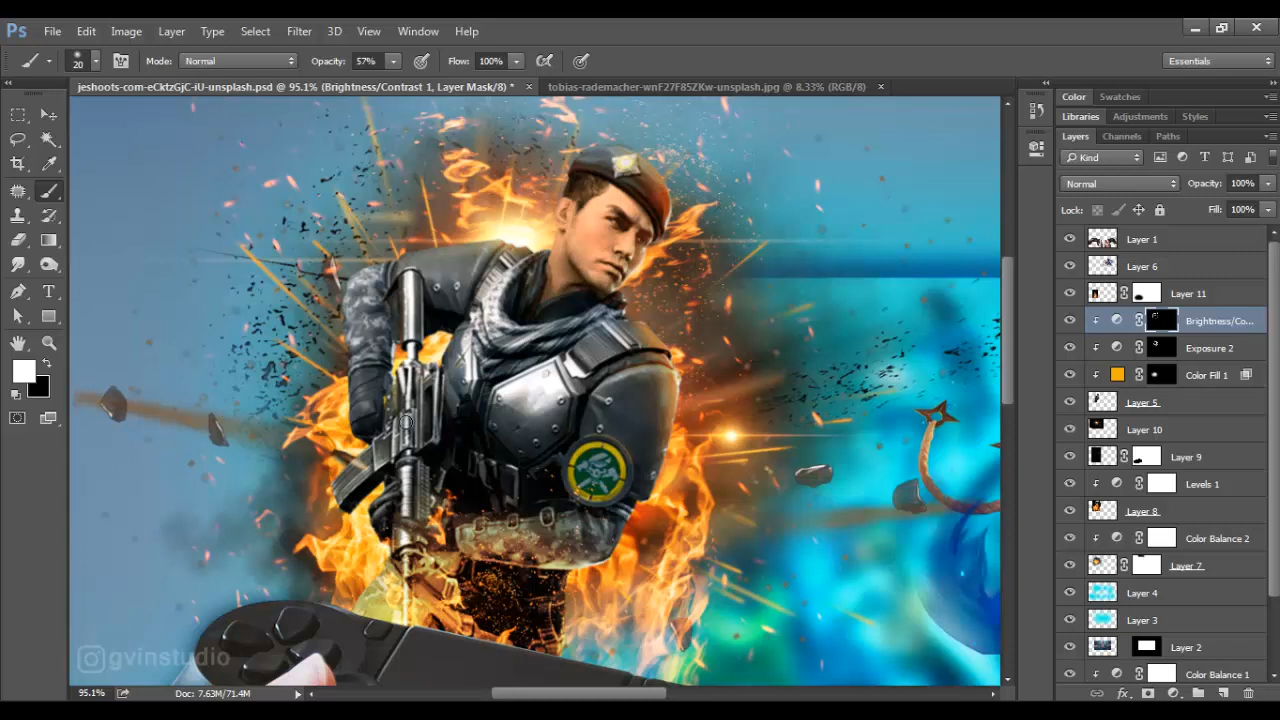 Ps File Edit Image Layer Type Select Filter 3D View Window Help
20 Mode: Normal Opacity: 57% Flow: 100% Essentials
jeshoots-com-eCktzGjC-iU-unsplash.psd @ 95.1% (Brightness/Contrast 1, Layer Mask/8) * × tobias-rademacher-wnF27F85ZKw-unsplash.jpg @ 8.33% (RGB/8) ×
Color Swatches
Libraries Adjustments Styles
Layers Channels Paths
Kind
Normal Opacity: 100%
Lock: Fill: 100%
Layer 1
Layer 6
Layer 11
Brightness/Co...
Exposure 2
Color Fill 1
Layer 5
Layer 10
Layer 9
Levels 1
Layer 8
Color Balance 2
Layer 7
Layer 4
Layer 3
Layer 2
Color Balance 1
gvinstudio
95.1% Doc: 7.63M/71.4M